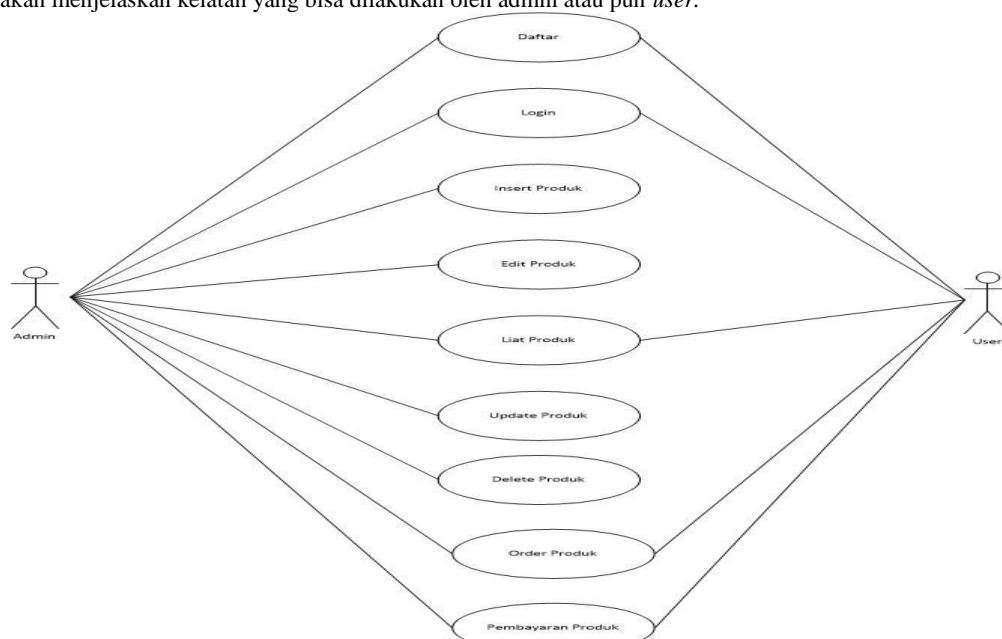 akan menjelaskan kefatan yang bisa dilakukan oleh admin atau pun user.
Daftar
Login
Insert Produk
Edit Produk
Admin
Liat Produk
User
Update Produk
Delete Produk
Order Produk
Pembayaran Produk